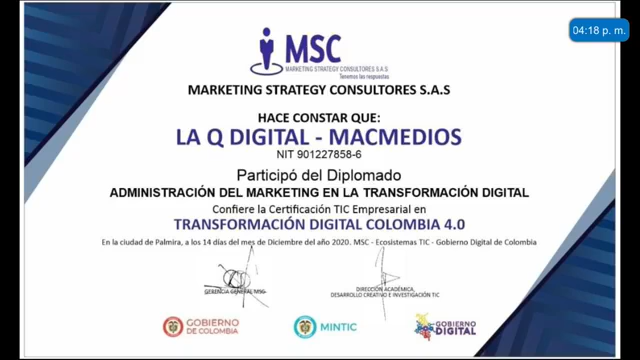 04:18 p. m.
MSC
MARKETING STRATEGY CONSULTORES S.A.S
Tenemos las respuestas
MARKETING STRATEGY CONSULTORES S.A.S
HACE CONSTAR QUE:
LA Q DIGITAL - MACMEDIOS
NIT 901227858-6
Participó del Diplomado
ADMINISTRACIÓN DEL MARKETING EN LA TRANSFORMACIÓN DIGITAL
Confiere la Certificación TIC Empresarial en
TRANSFORMACIÓN DIGITAL COLOMBIA 4.0
En la ciudad de Palmira, a los 14 días del mes de Diciembre del año 2020. MSC - Ecosistemas TIC - Gobierno Digital de Colombia
GERENCIA GENERAL MSC
DIRECCIÓN ACADÉMICA,
DESARROLLO CREATIVO E INVESTIGACIÓN TIC
GOBIERNO
DE COLOMBIA
MINTIC
GOBIERNO
DIGITAL